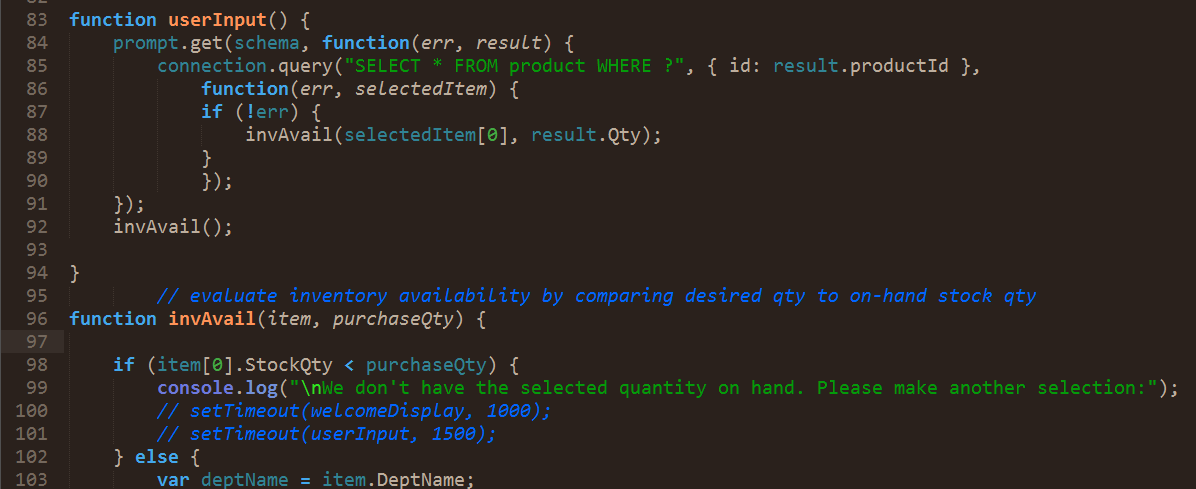 83 function userInput() {
84     prompt.get(schema, function(err, result) {
85         connection.query("SELECT * FROM product WHERE ?", { id: result.productId },
86             function(err, selectedItem) {
87             if (!err) {
88                 invAvail(selectedItem[0], result.Qty);
89             }
90             });
91     });
92     invAvail();
93
94 }
95         // evaluate inventory availability by comparing desired qty to on-hand stock qty
96 function invAvail(item, purchaseQty) {
97
98     if (item[0].StockQty < purchaseQty) {
99         console.log("\nWe don't have the selected quantity on hand. Please make another selection:");
100         // setTimeout(welcomeDisplay, 1000);
101         // setTimeout(userInput, 1500);
102     } else {
103         var deptName = item.DeptName;